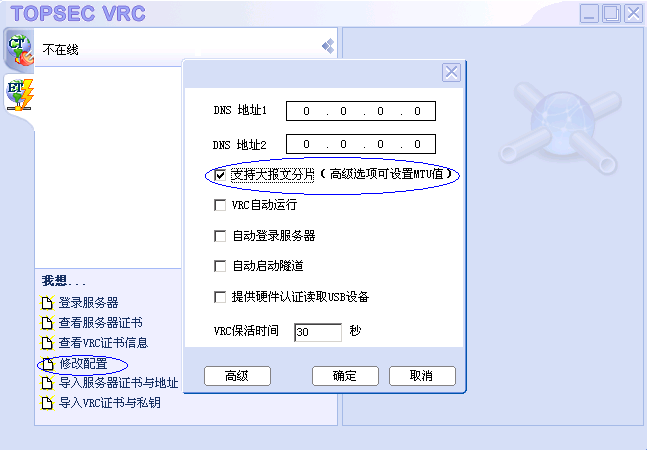 TOPSEC VRC
CT
不在线
ET
DNS 地址1
0 . 0 . 0 . 0
DNS 地址2
0 . 0 . 0 . 0
支持大报文分片（高级选项可设置MTU值）
VRC自动运行
自动登录服务器
自动启动隧道
提供硬件认证读取USB设备
VRC保活时间 30 秒
高级 确定 取消
我想...
登录服务器
查看服务器证书
查看VRC证书信息
修改配置
导入服务器证书与地址
导入VRC证书与私钥